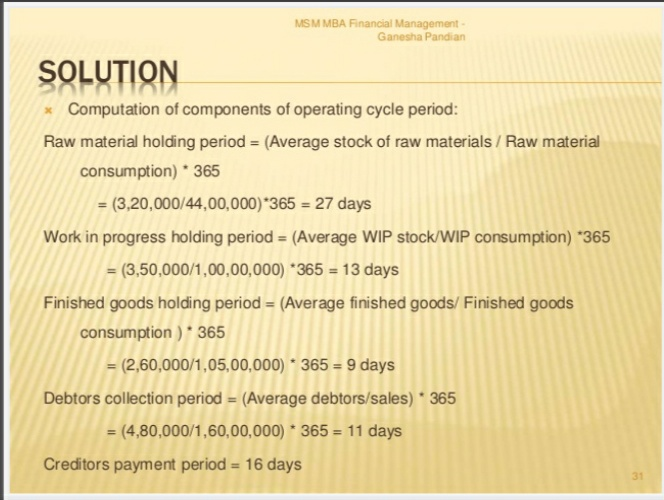 MSM MBA Financial Management -
Ganesha Pandian
SOLUTION
× Computation of components of operating cycle period:
Raw material holding period = (Average stock of raw materials / Raw material
consumption) * 365
= (3,20,000/44,00,000)*365 = 27 days
Work in progress holding period = (Average WIP stock/WIP consumption) *365
= (3,50,000/1,00,00,000) *365 = 13 days
Finished goods holding period = (Average finished goods/ Finished goods
consumption ) * 365
= (2,60,000/1,05,00,000) * 365 = 9 days
Debtors collection period = (Average debtors/sales) * 365
= (4,80,000/1,60,00,000) * 365 = 11 days
Creditors payment period = 16 days
31